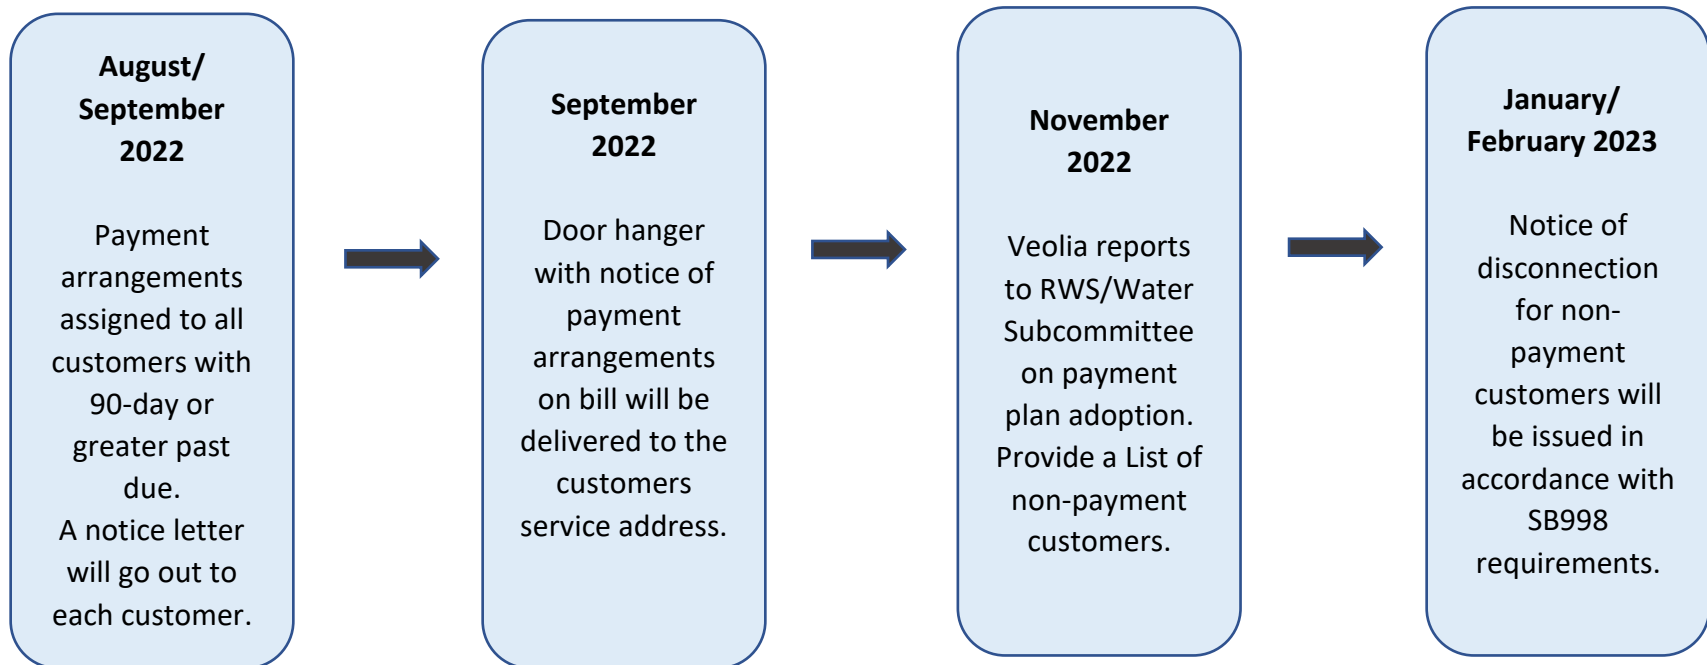 August/
September
2022
Payment
arrangements
assigned to all
customers with
90-day or
greater past
due.
A notice letter
will go out to
each customer.
September
2022
Door hanger
with notice of
payment
arrangements
on bill will be
delivered to the
customers
service address.
November
2022
Veolia reports
to RWS/Water
Subcommittee
on payment
plan adoption.
Provide a List of
non-payment
customers.
January/
February 2023
Notice of
disconnection
for non-
payment
customers will
be issued in
accordance with
SB998
requirements.